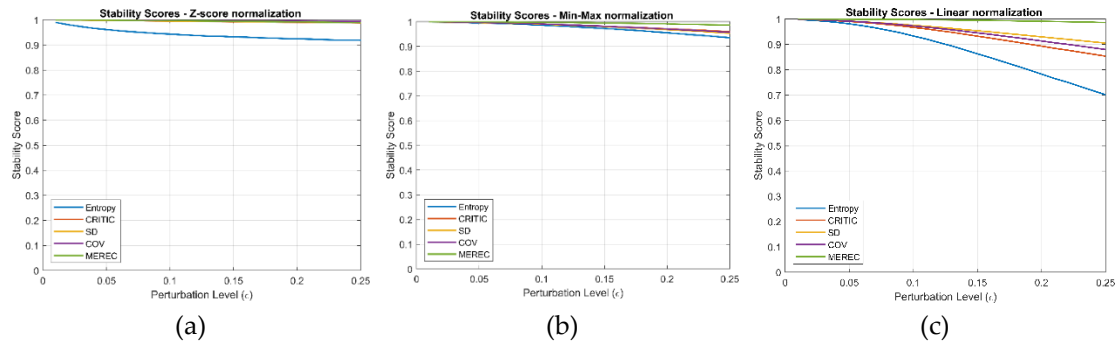 Stability Scores - Z-score normalization
1
0.9
0.8
0.7
0.6
0.5
0.4
0.3
0.2
0.1
0
Stability Score
Entropy
CRITIC
SD
COV
MEREC
0
0.05
0.1
0.15
0.2
0.25
Perturbation Level (ϵ)
(a)
Stability Scores - Min-Max normalization
1
0.9
0.8
0.7
0.6
0.5
0.4
0.3
0.2
0.1
0
Stability Score
Entropy
CRITIC
SD
COV
MEREC
0
0.05
0.1
0.15
0.2
0.25
Perturbation Level (ϵ)
(b)
Stability Scores - Linear normalization
1
0.9
0.8
0.7
0.6
0.5
0.4
0.3
0.2
0.1
0
Stability Score
Entropy
CRITIC
SD
COV
MEREC
0
0.05
0.1
0.15
0.2
0.25
Perturbation Level (ϵ)
(c)